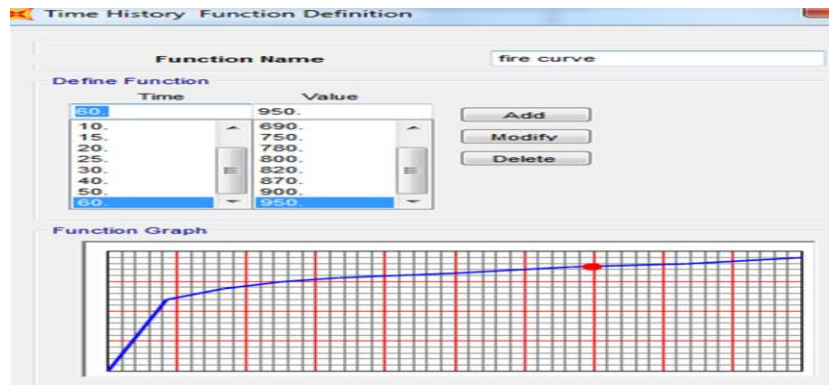 Time History Function Definition
Function Name fire curve
Define Function
Time Value
60. 950. Add
10. 690.
15. 750. Modify
20. 780.
25. 800. Delete
30. 820.
40. 870.
50. 900.
60. 950.
Function Graph